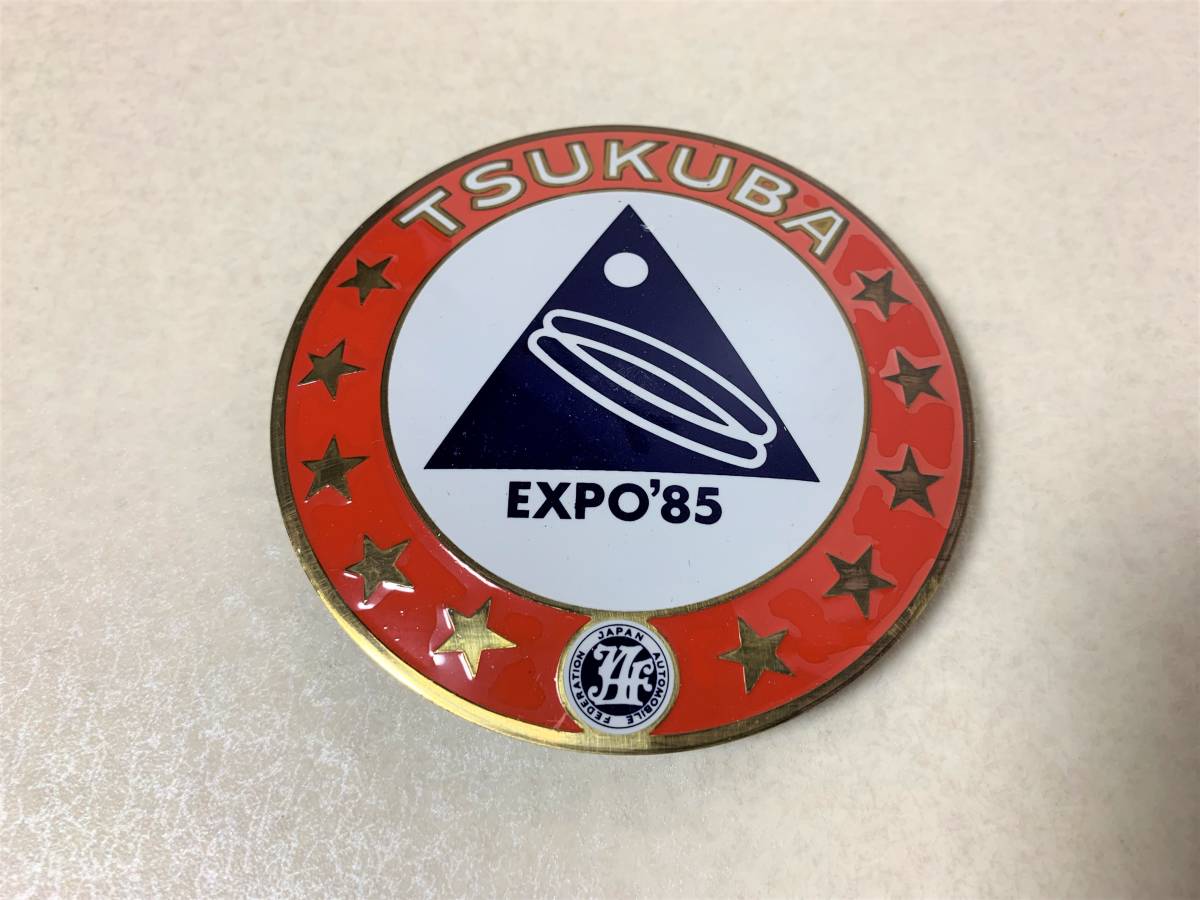 TSUKUBA
EXPO'85
JAPAN AUTOMOBILE FEDERATION
JAF